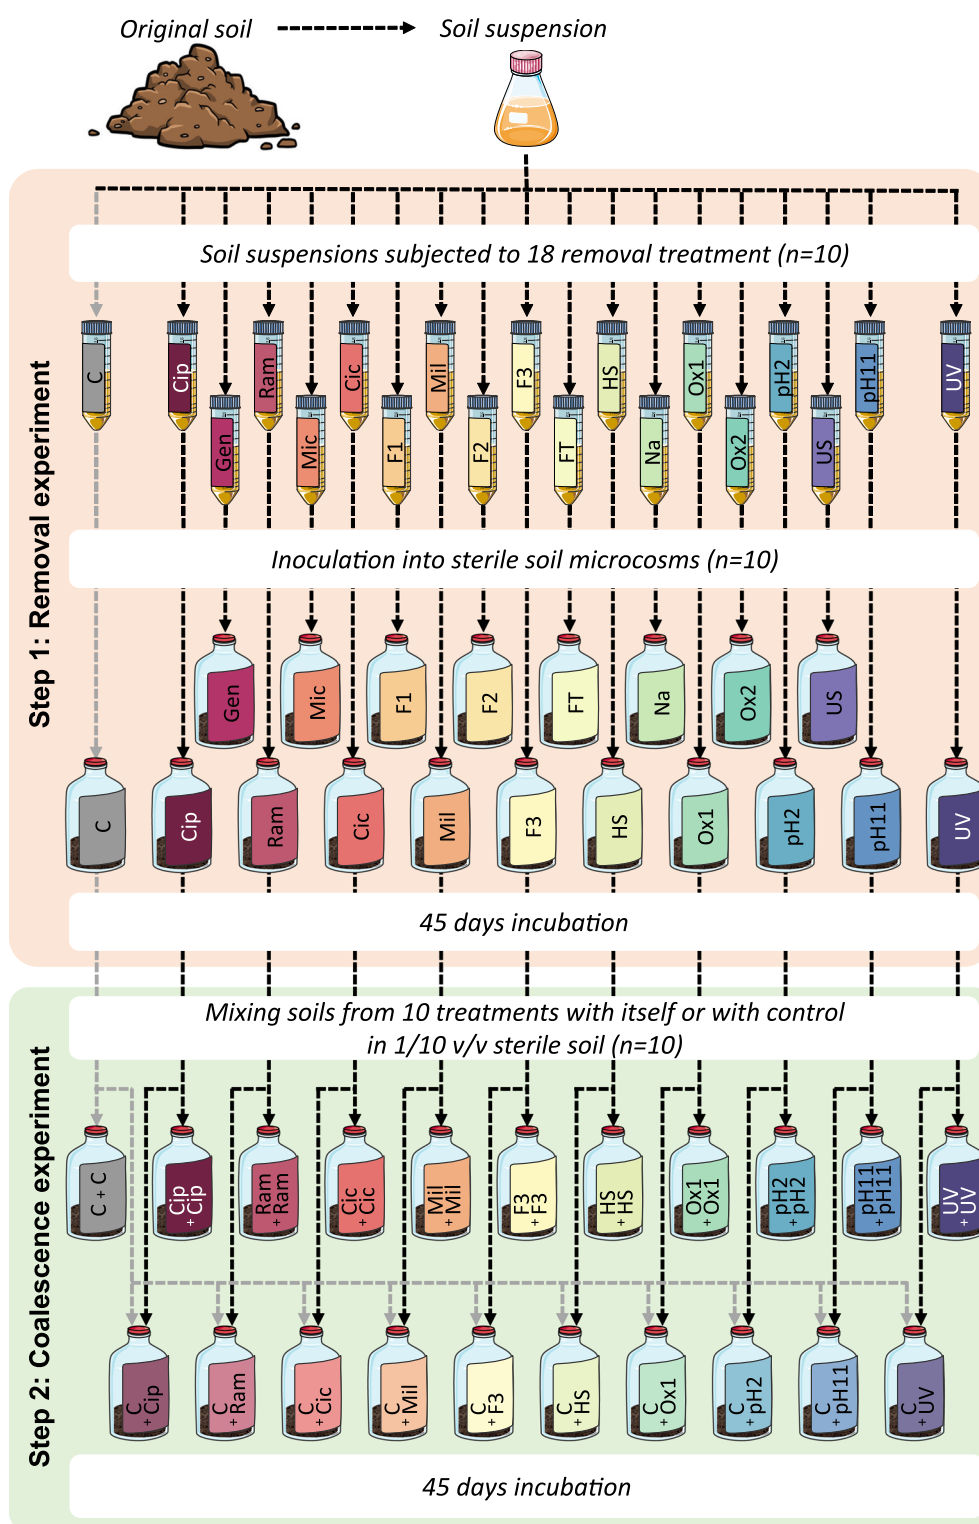 Original soil
Soil suspension
Step 1: Removal experiment
Soil suspensions subjected to 18 removal treatment (n=10)
C
Cip
Ram
Cic
Mil
F3
HS
Ox1
pH2
pH11
UV
Gen
Mic
F1
F2
FT
Na
Ox2
US
Inoculation into sterile soil microcosms (n=10)
Gen
Mic
F1
F2
FT
Na
Ox2
US
C
Cip
Ram
Cic
Mil
F3
HS
Ox1
pH2
pH11
UV
45 days incubation
Step 2: Coalescence experiment
Mixing soils from 10 treatments with itself or with control
in 1/10 v/v sterile soil (n=10)
C + C
Cip
+ Cip
Ram
+ Ram
Cic
+ Cic
Mil
+ Mil
F3
+ F3
HS
+ HS
Ox1
+ Ox1
pH2
+ pH2
pH11
+ pH11
UV
+ UV
C
+ Cip
C
+ Ram
C
+ Cic
C
+ Mil
C
+ F3
C
+ HS
C
+ Ox1
C
+ pH2
C
+ pH11
C
+ UV
45 days incubation